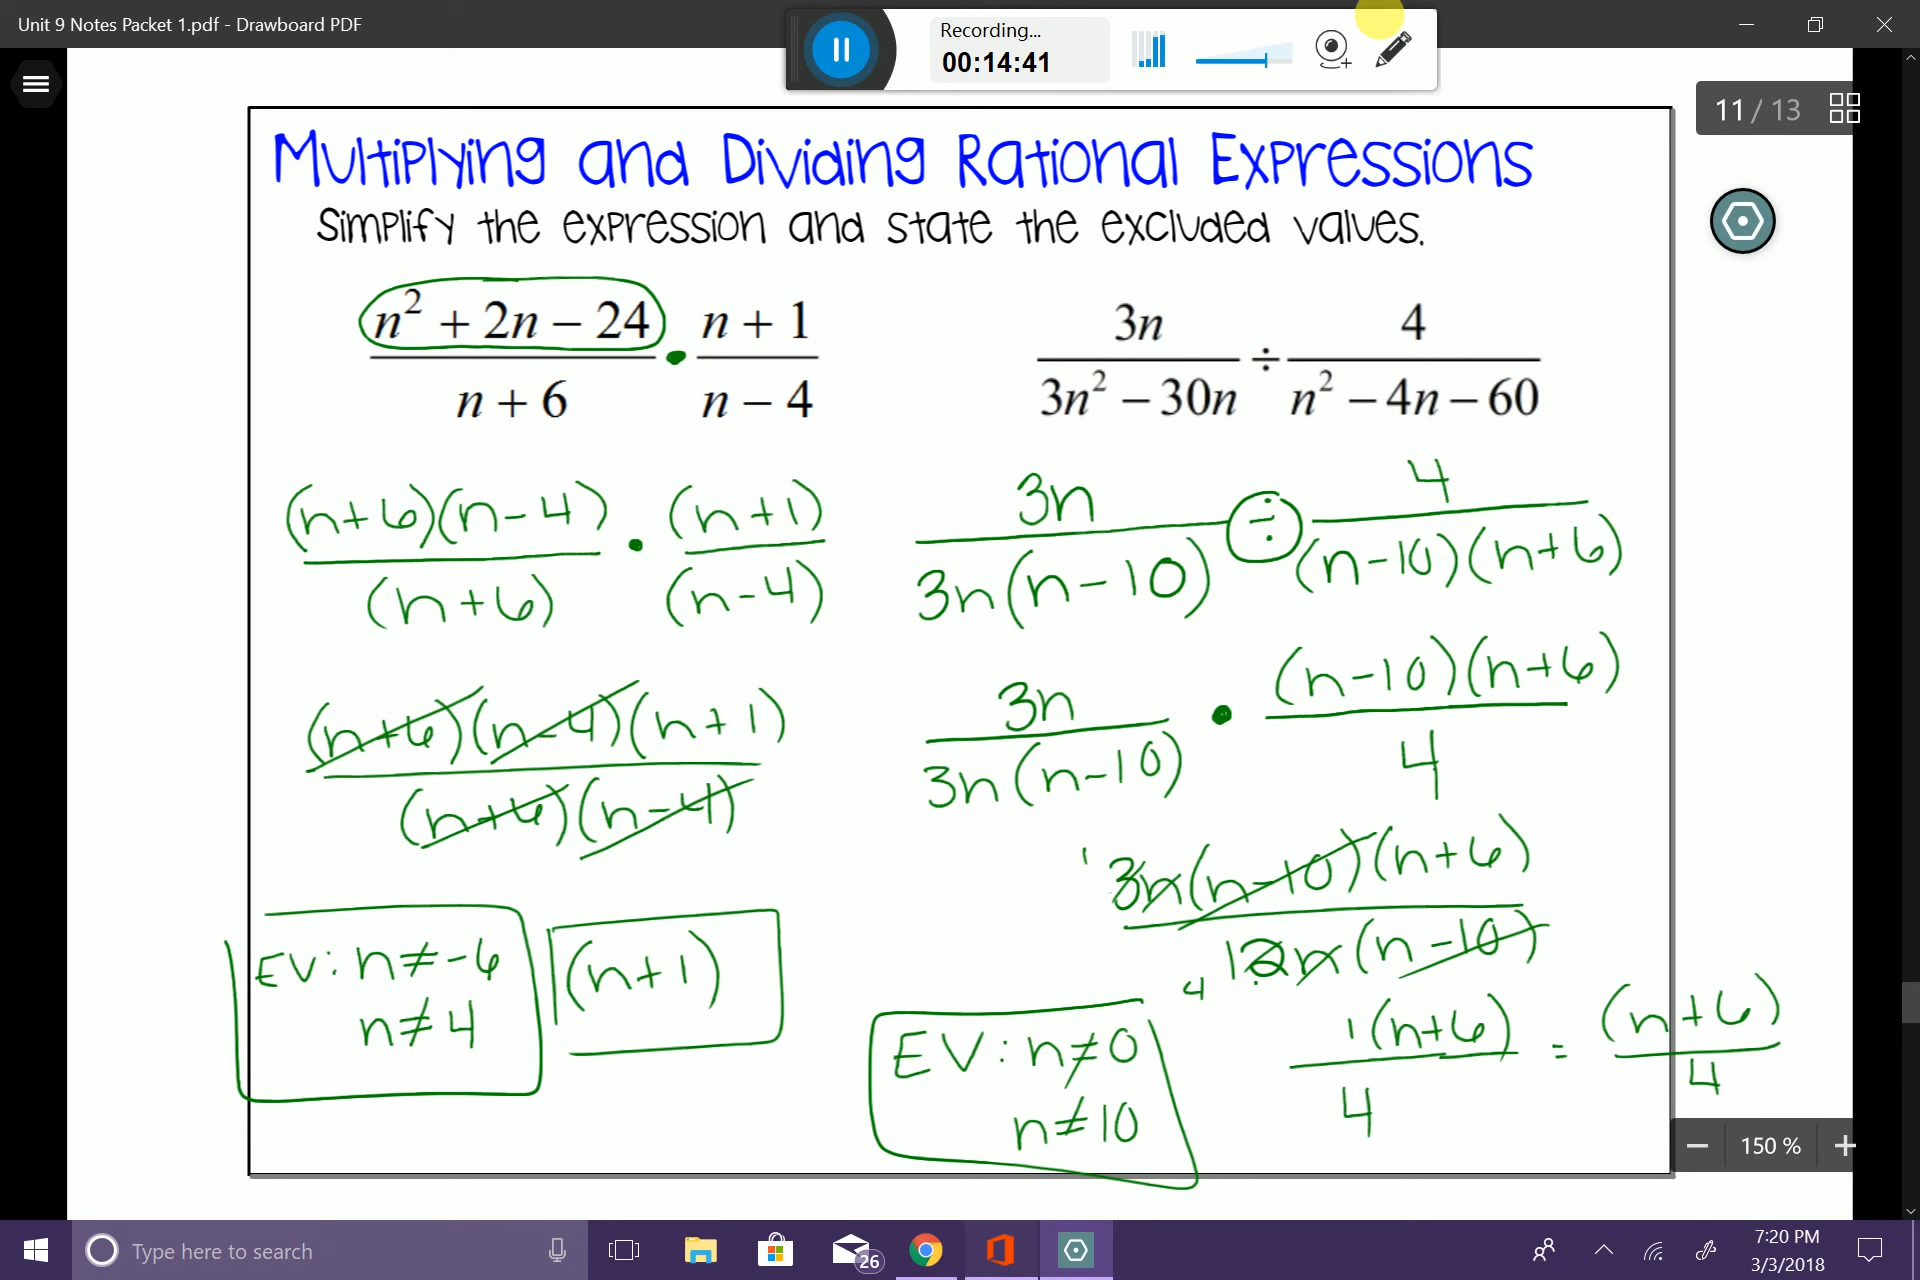 Unit 9 Notes Packet 1.pdf - Drawboard PDF
Recording...
00:14:41
11 / 13
Multiplying and Dividing Rational Expressions
Simplify the expression and state the excluded values.
n² + 2n − 24 n + 1
n + 6 n − 4
(n+6)(n-4) • (n+1)
(n+6) (n-4)
(n+6)(n-4)(n+1)
(n+6)(n-4)
EV: n≠-6
n≠4
(n+1)
3n ÷ 4
3n² − 30n n² − 4n − 60
3n ÷ 4
3n(n-10) (n-10)(n+6)
3n • (n-10)(n+6)
3n(n-10) 4
1 3n(n-10)(n+6)
4 12n(n-10)
1(n+6) = (n+6)
4 4
EV: n≠0
n≠10
150 %
Type here to search
26
7:20 PM
3/3/2018